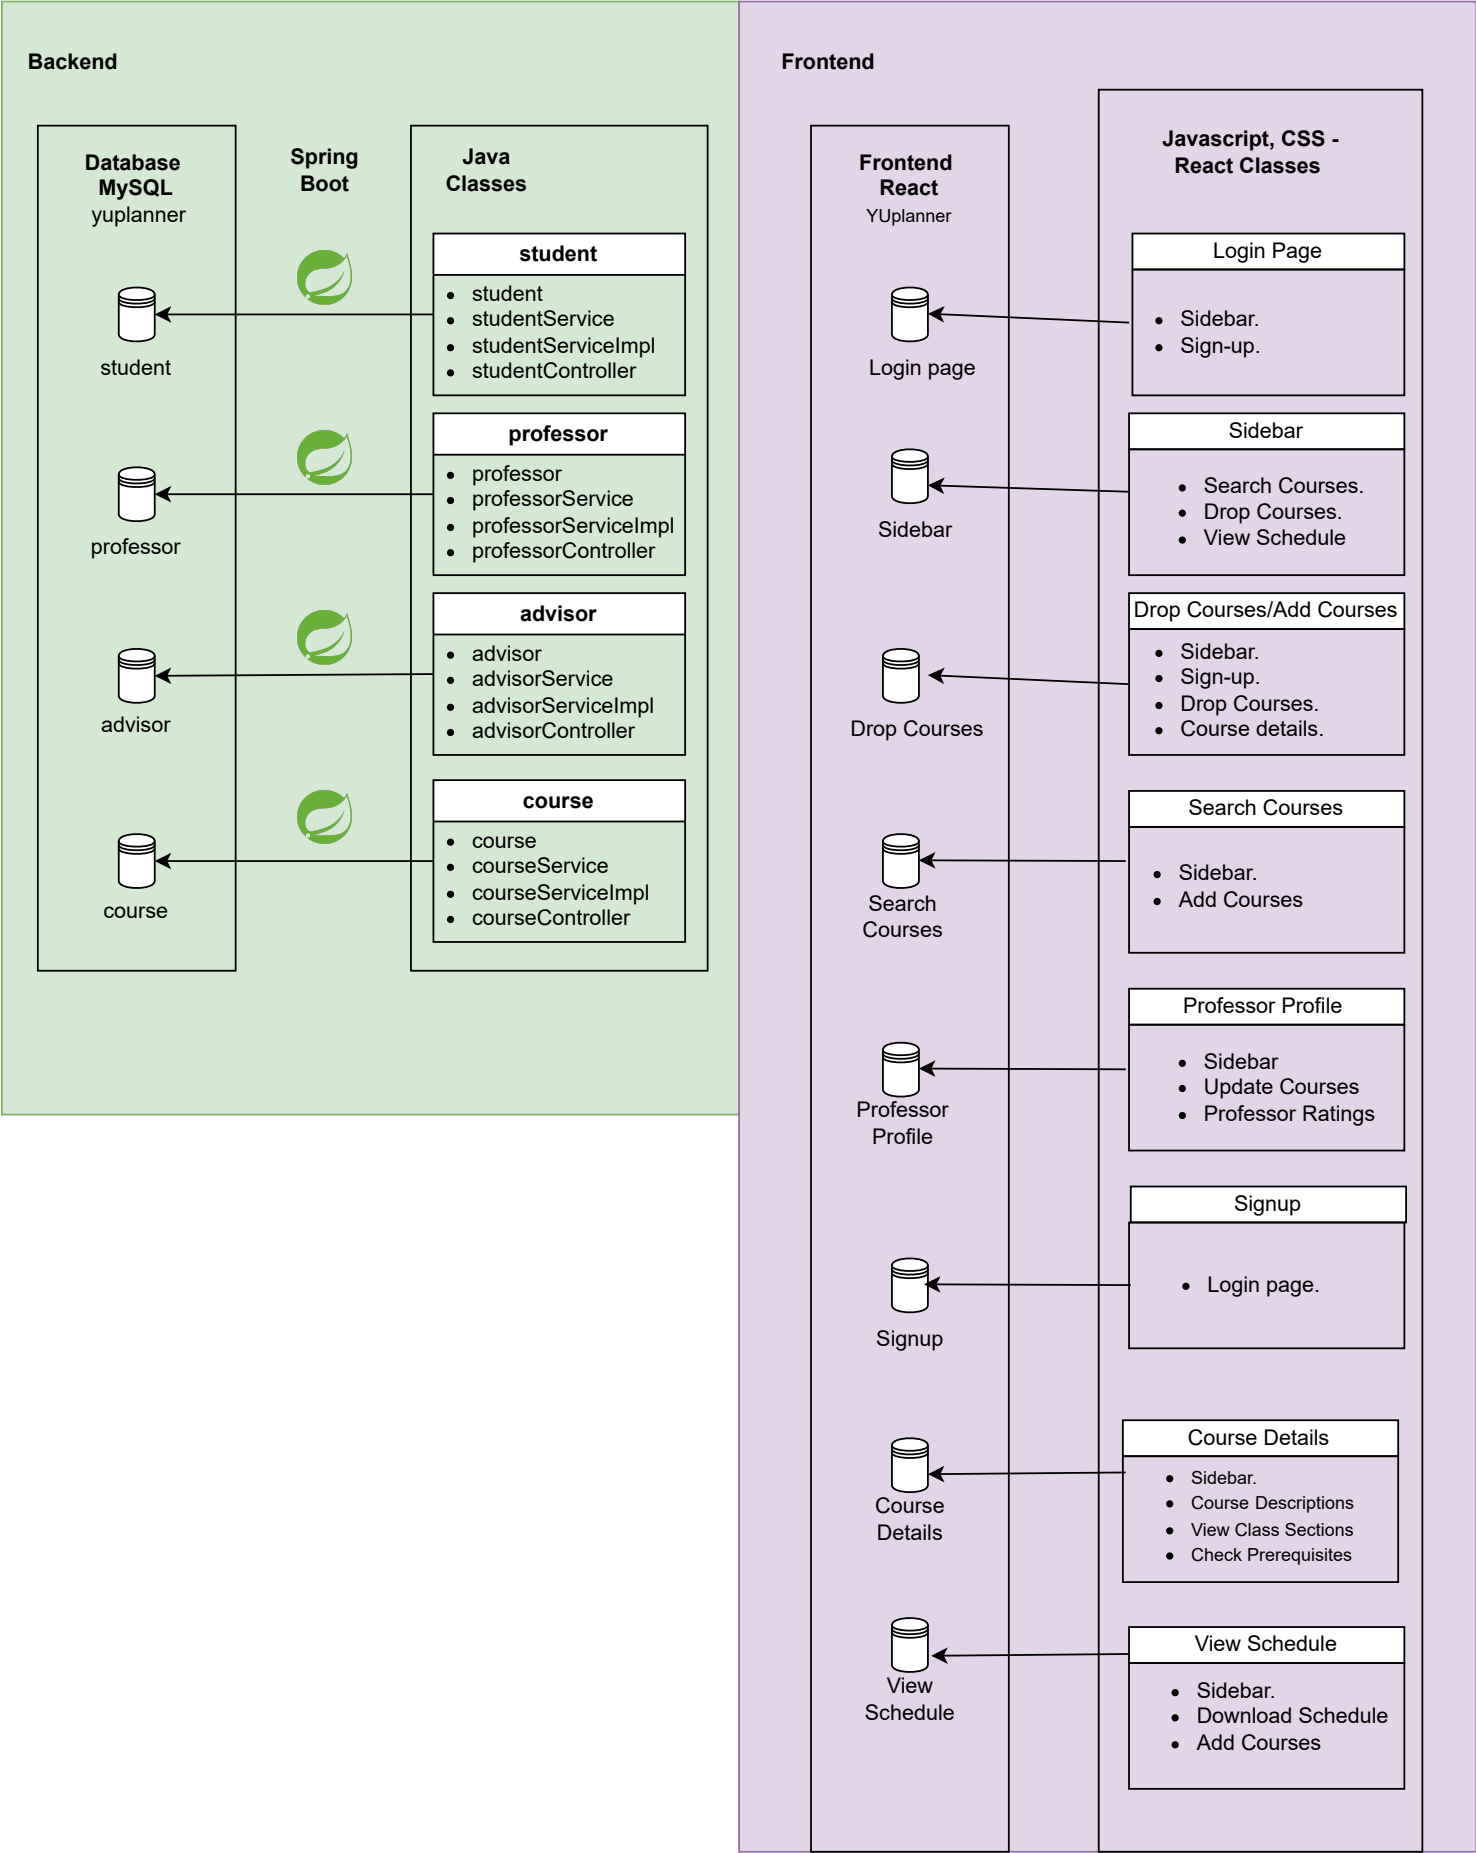 Backend
Database
MySQL
yuplanner
student
professor
advisor
course
Spring
Boot
Java
Classes
student
student
studentService
studentServiceImpl
studentController
professor
professor
professorService
professorServiceImpl
professorController
advisor
advisor
advisorService
advisorServiceImpl
advisorController
course
course
courseService
courseServiceImpl
courseController
Frontend
Frontend
React
YUplanner
Login page
Sidebar
Drop Courses
Search
Courses
Professor
Profile
Signup
Course
Details
View
Schedule
Javascript, CSS -
React Classes
Login Page
Sidebar.
Sign-up.
Sidebar
Search Courses.
Drop Courses.
View Schedule
Drop Courses/Add Courses
Sidebar.
Sign-up.
Drop Courses.
Course details.
Search Courses
Sidebar.
Add Courses
Professor Profile
Sidebar
Update Courses
Professor Ratings
Signup
Login page.
Course Details
Sidebar.
Course Descriptions
View Class Sections
Check Prerequisites
View Schedule
Sidebar.
Download Schedule
Add Courses